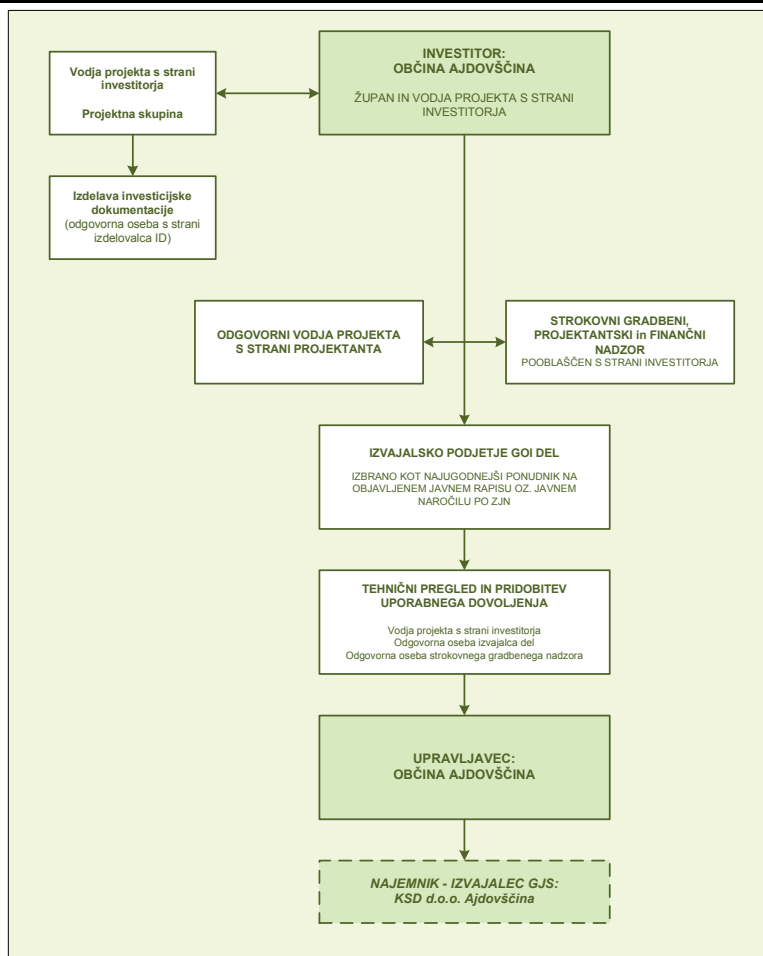 INVESTITOR:
OBČINA AJDOVŠČINA
ŽUPAN IN VODJA PROJEKTA S STRANI
INVESTITORJA
Vodja projekta s strani
investitorja
Projektna skupina
Izdelava investicijske
dokumentacije
(odgovorna oseba s strani
izdelovalca ID)
ODGOVORNI VODJA PROJEKTA
S STRANI PROJEKTANTA
STROKOVNI GRADBENI,
PROJEKTANTSKI in FINANČNI
NADZOR
POOBLAŠČEN S STRANI INVESTITORJA
IZVAJALSKO PODJETJE GOI DEL
IZBRANO KOT NAJUGODNEJŠI PONUDNIK NA
OBJAVLJENEM JAVNEM RAPISU OZ. JAVNEM
NAROČILU PO ZJN
TEHNIČNI PREGLED IN PRIDOBITEV
UPORABNEGA DOVOLJENJA
Vodja projekta s strani investitorja
Odgovorna oseba izvajalca del
Odgovorna oseba strokovnega gradbenega nadzora
UPRAVLJAVEC:
OBČINA AJDOVŠČINA
NAJEMNIK - IZVAJALEC GJS:
KSD d.o.o. Ajdovščina